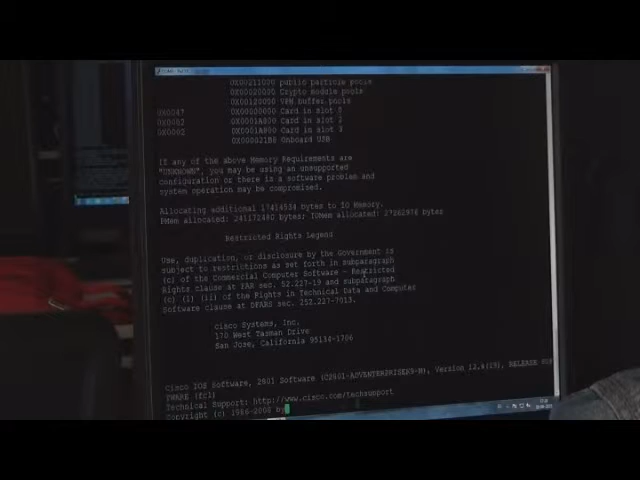 0X00211000 public particle pools
0X00020000 Crypto module pools
0X00120000 VPN buffer pools
0X0047 0X00020000 Card in slot 0
0X0002 0X0001A800 Card in slot 2
0X0002 0X0001A800 Card in slot 3
0X000021B8 Onboard USB
If any of the above Memory Requirements are
"UNKNOWN", you may be using an unsupported
configuration or there is a software problem and
system operation may be compromised.
Allocating additional 17414534 bytes to IO Memory.
PMem allocated: 241172480 bytes; IOMem allocated: 27262976 bytes
Restricted Rights Legend
Use, duplication, or disclosure by the Government is
subject to restrictions as set forth in subparagraph
(c) of the Commercial Computer Software - Restricted
Rights clause at FAR sec. 52.227-19 and subparagraph
(c) (1) (ii) of the Rights in Technical Data and Computer
Software clause at DFARS sec. 252.227-7013.
cisco Systems, Inc.
170 West Tasman Drive
San Jose, California 95134-1706
Cisco IOS Software, 2801 Software (C2801-ADVENTERPRISEK9-M), Version 12.4(19), RELEASE SOF
TWARE (fc1)
Technical Support: http://www.cisco.com/techsupport
Copyright (c) 1986-2008 by